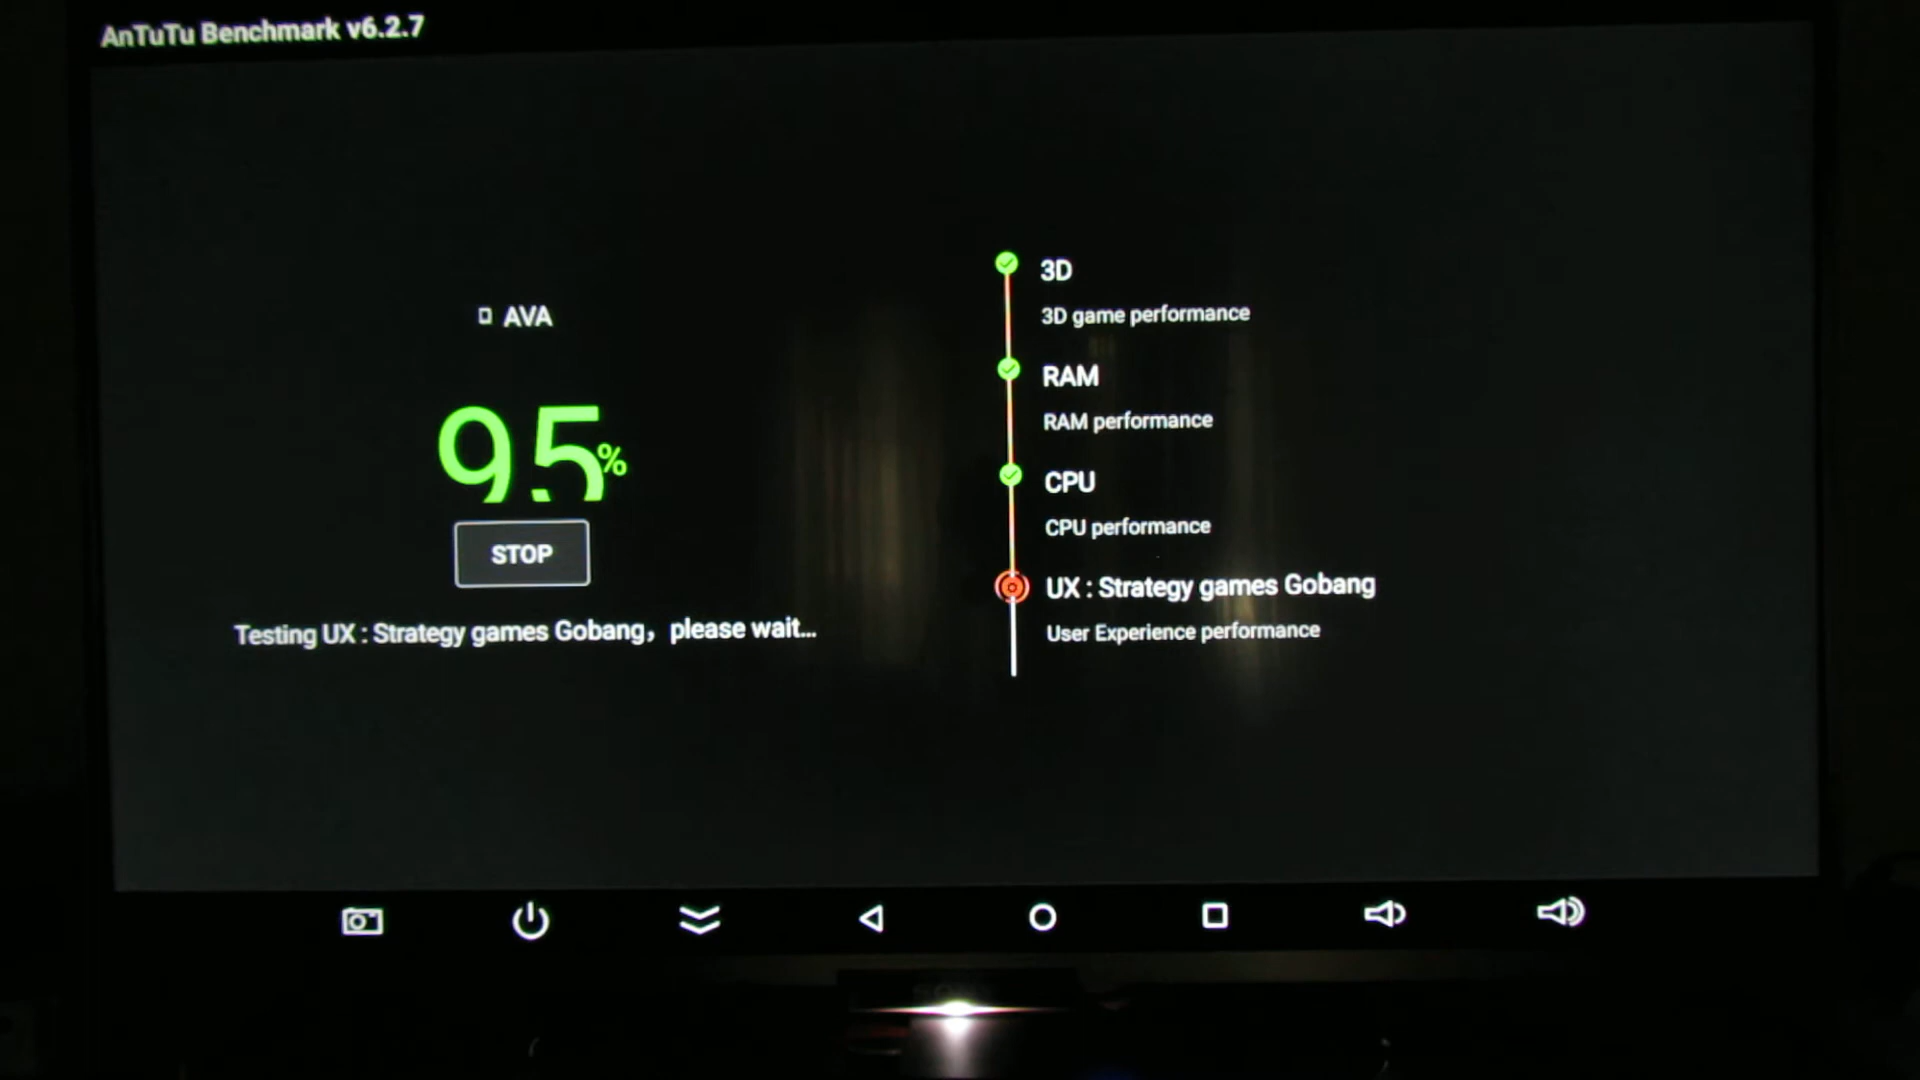 AnTuTu Benchmark v6.2.7
AVA
95%
STOP
Testing UX : Strategy games Gobang，please wait...
3D
3D game performance
RAM
RAM performance
CPU
CPU performance
UX : Strategy games Gobang
User Experience performance